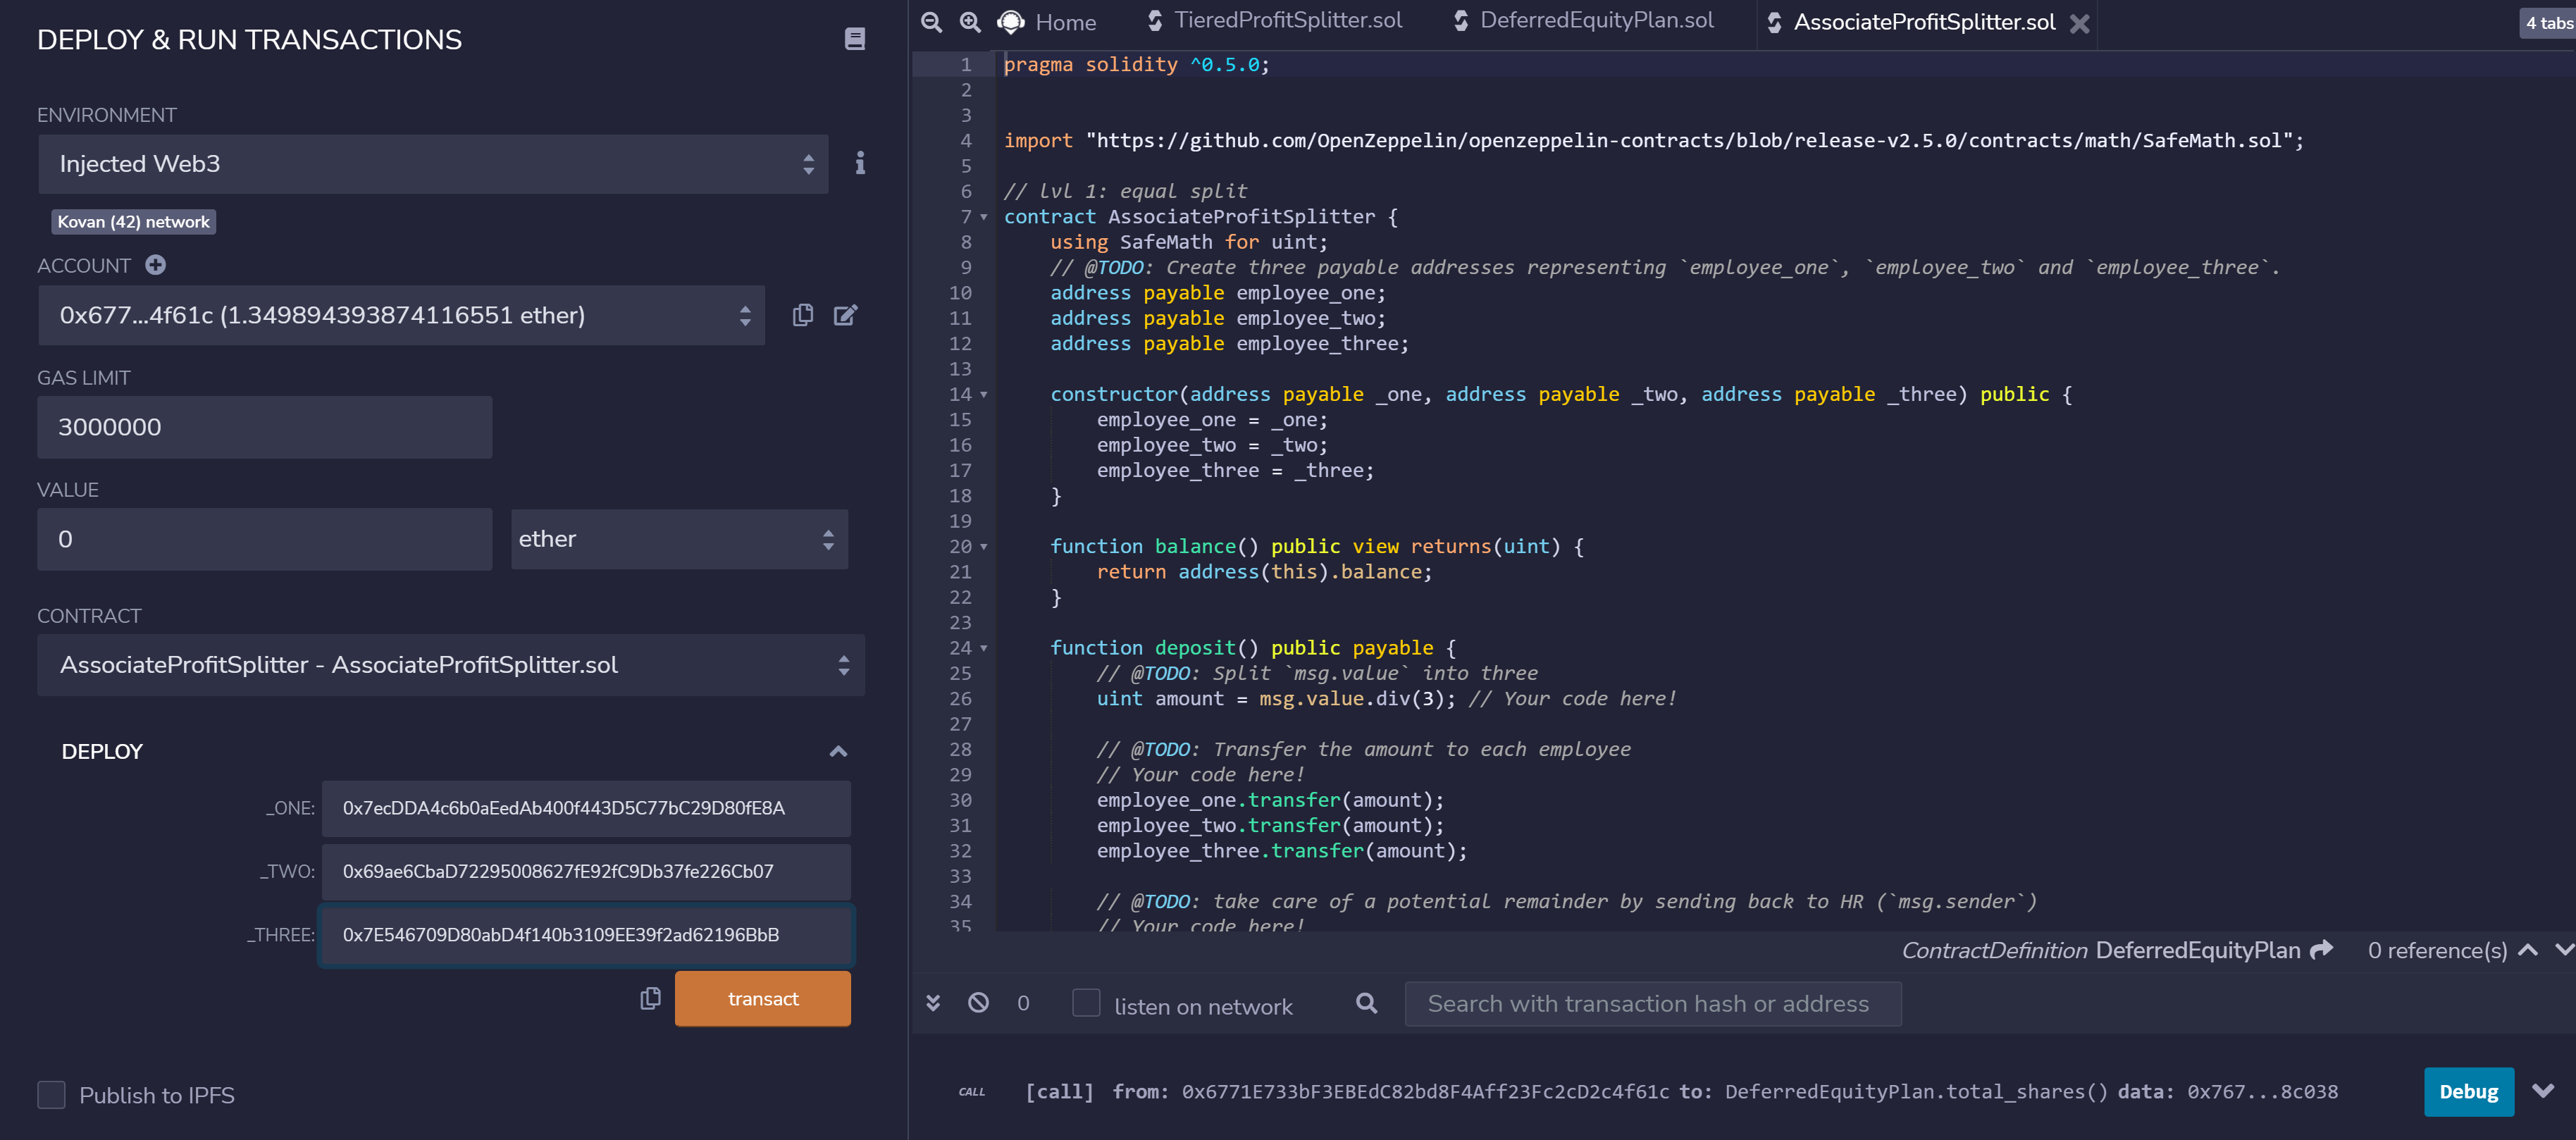 DEPLOY & RUN TRANSACTIONS
ENVIRONMENT
Injected Web3
Kovan (42) network
ACCOUNT
0x677...4f61c (1.349894393874116551 ether)
GAS LIMIT
3000000
VALUE
0
ether
CONTRACT
AssociateProfitSplitter - AssociateProfitSplitter.sol
DEPLOY
_ONE: 0x7ecDDA4c6b0aEedAb400f443D5C77bC29D80fE8A
_TWO: 0x69ae6CbaD72295008627fE92fC9Db37fe226Cb07
_THREE: 0x7E546709D80abD4f140b3109EE39f2ad62196BbB
transact
Publish to IPFS
Home TieredProfitSplitter.sol DeferredEquityPlan.sol AssociateProfitSplitter.sol 4 tabs
1 pragma solidity ^0.5.0;
2
3
4 import "https://github.com/OpenZeppelin/openzeppelin-contracts/blob/release-v2.5.0/contracts/math/SafeMath.sol";
5
6 // lvl 1: equal split
7 contract AssociateProfitSplitter {
8 using SafeMath for uint;
9 // @TODO: Create three payable addresses representing `employee_one`, `employee_two` and `employee_three`.
10 address payable employee_one;
11 address payable employee_two;
12 address payable employee_three;
13
14 constructor(address payable _one, address payable _two, address payable _three) public {
15 employee_one = _one;
16 employee_two = _two;
17 employee_three = _three;
18 }
19
20 function balance() public view returns(uint) {
21 return address(this).balance;
22 }
23
24 function deposit() public payable {
25 // @TODO: Split `msg.value` into three
26 uint amount = msg.value.div(3); // Your code here!
27
28 // @TODO: Transfer the amount to each employee
29 // Your code here!
30 employee_one.transfer(amount);
31 employee_two.transfer(amount);
32 employee_three.transfer(amount);
33
34 // @TODO: take care of a potential remainder by sending back to HR (`msg.sender`)
35 // Your code here!
ContractDefinition DeferredEquityPlan 0 reference(s)
0 listen on network Search with transaction hash or address
CALL [call] from: 0x6771E733bF3EBEdC82bd8F4Aff23Fc2cD2c4f61c to: DeferredEquityPlan.total_shares() data: 0x767...8c038 Debug